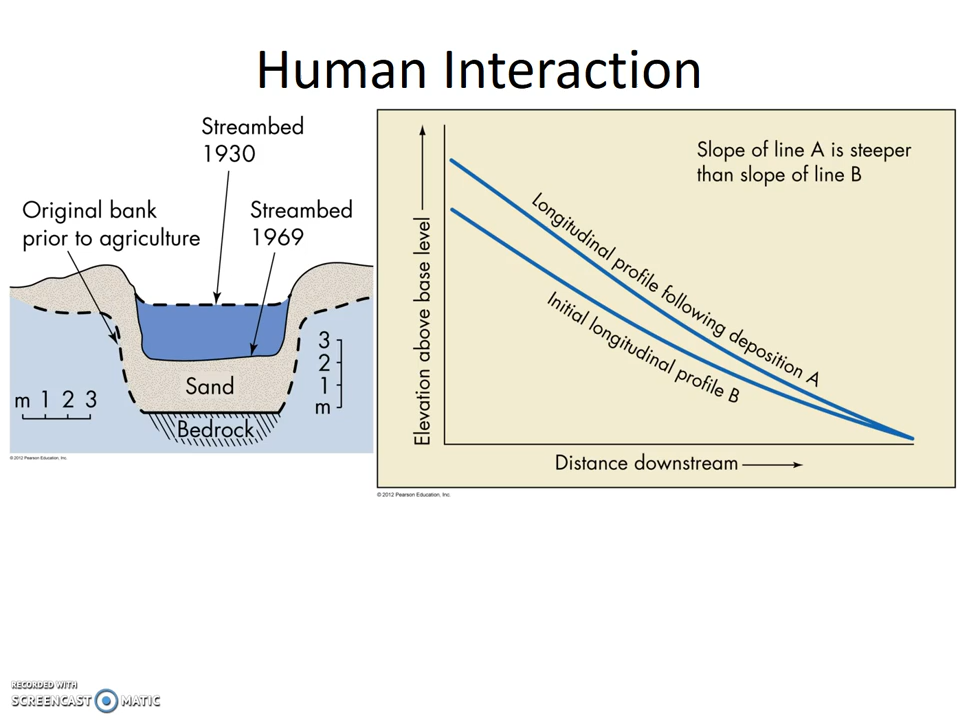 Human Interaction
Streambed
1930
Original bank
prior to agriculture
Streambed
1969
3
2
1
m
m 1 2 3
Sand
Bedrock
© 2012 Pearson Education, Inc.
Slope of line A is steeper
than slope of line B
Elevation above base level
Longitudinal profile following deposition A
Initial longitudinal profile B
Distance downstream
© 2012 Pearson Education, Inc.
RECORDED WITH
SCREENCAST MATIC